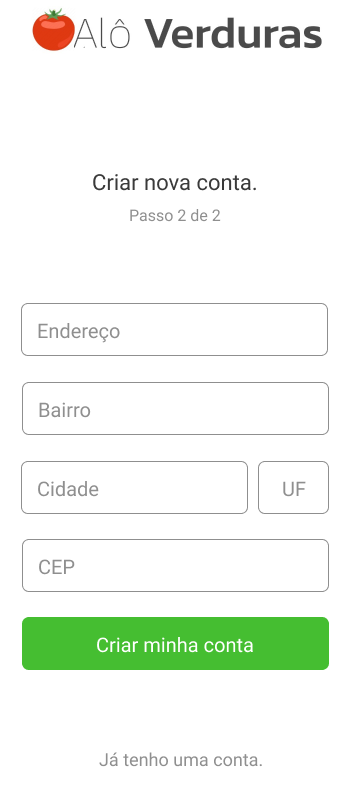 Alô Verduras
Criar nova conta.
Passo 2 de 2
Endereço
Bairro
Cidade UF
CEP
Criar minha conta
Já tenho uma conta.